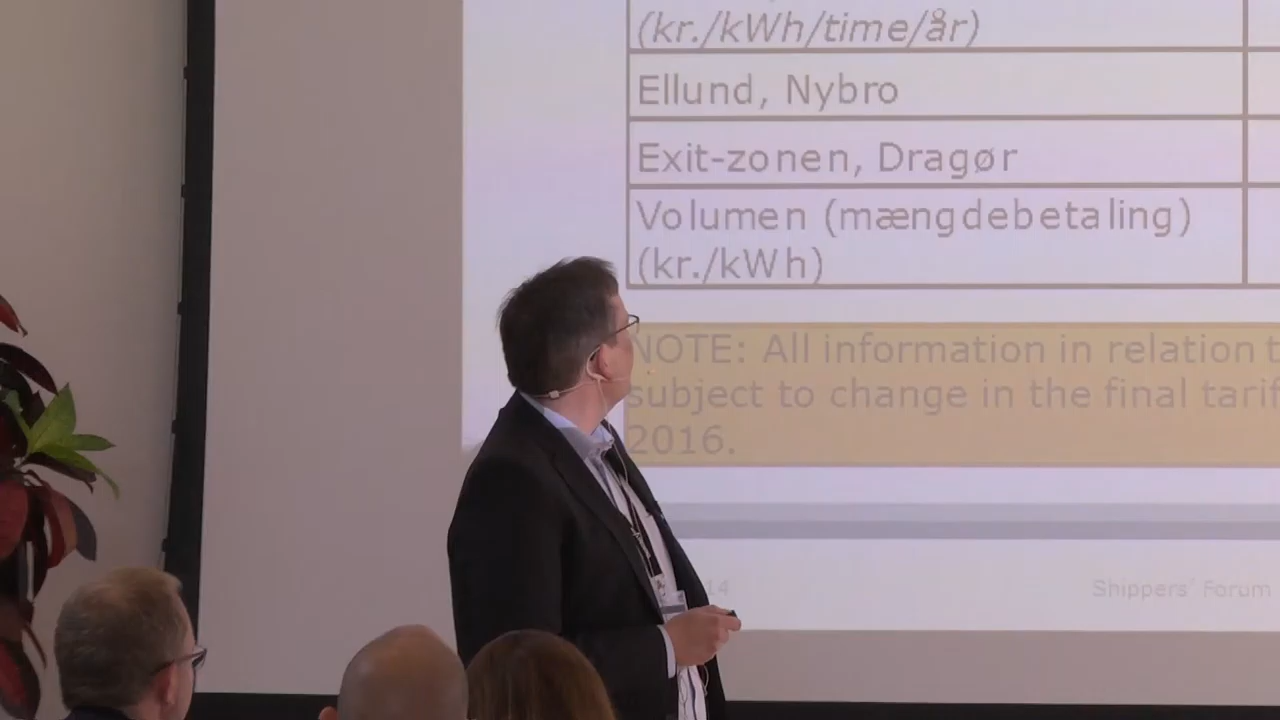 (kr./kWh/time/år)
Ellund, Nybro
Exit-zonen, Dragør
Volumen (mængdebetaling)
(kr./kWh)
NOTE: All information in relation
subject to change in the final
2016.
14
Shippers' Forum